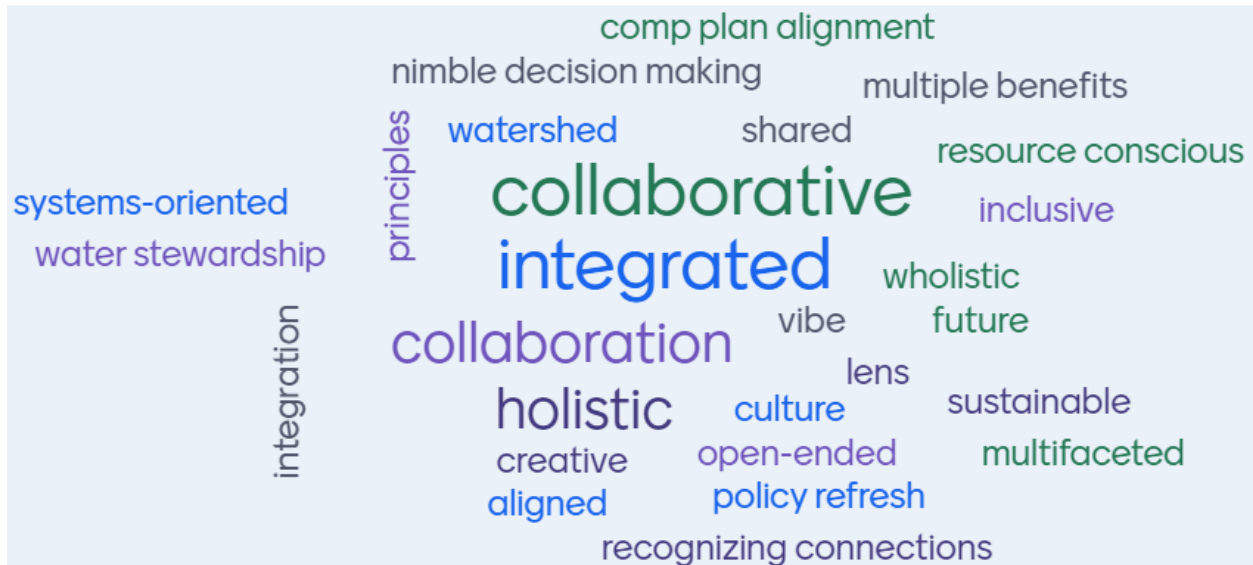 comp plan alignment
nimble decision making
multiple benefits
watershed
shared
principles
resource conscious
collaborative
systems-oriented
inclusive
water stewardship
integrated
wholistic
vibe
future
collaboration
integration
lens
holistic
culture
sustainable
creative
open-ended
multifaceted
aligned
policy refresh
recognizing connections